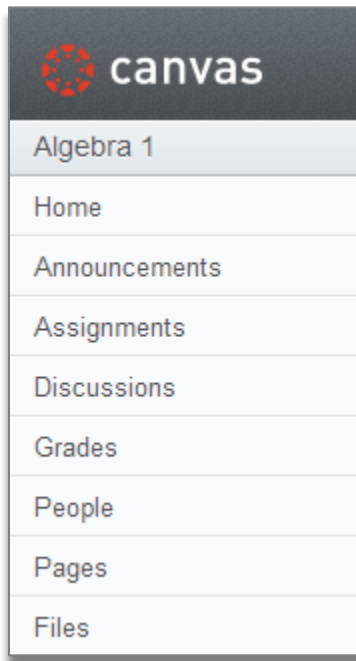 canvas
Algebra 1
Home
Announcements
Assignments
Discussions
Grades
People
Pages
Files